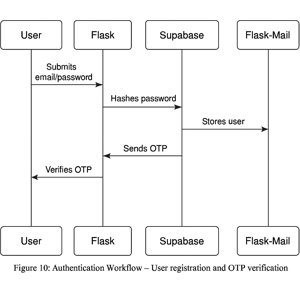 User Flask Supabase Flask-Mail
Submits
email/password
Hashes password
Stores user
Sends OTP
Verifies OTP
User Flask Supabase Flask-Mail
Figure 10: Authentication Workflow – User registration and OTP verification